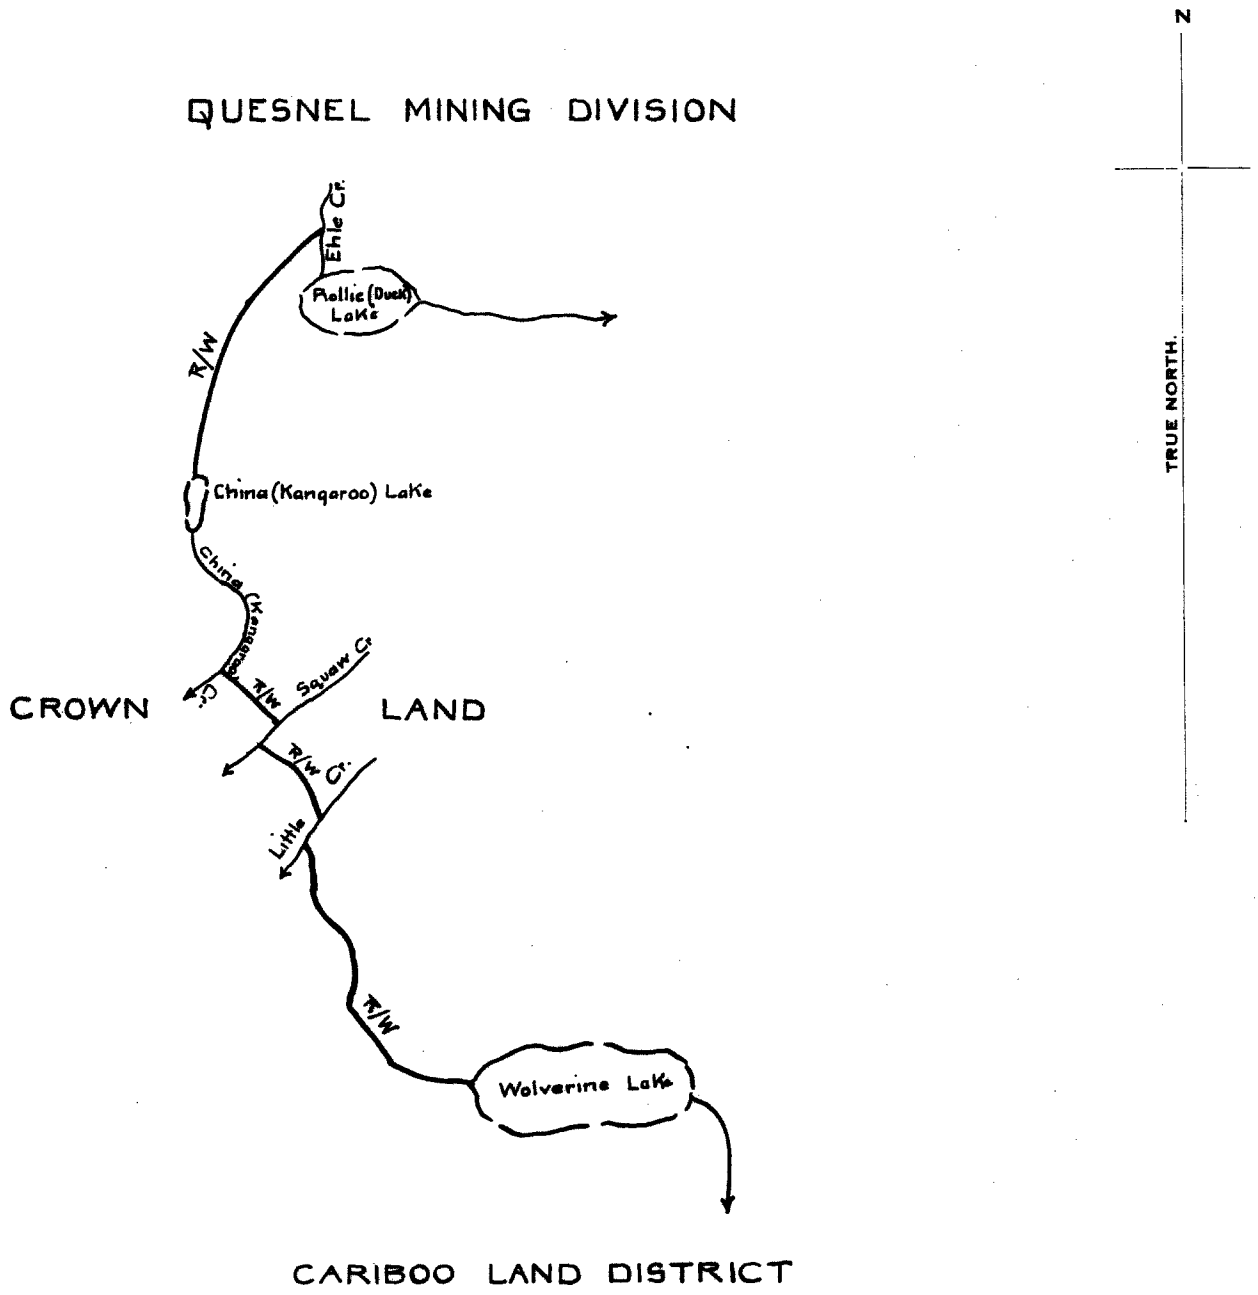 N
QUESNEL MINING DIVISION
Ehle Cr.
Rollie (Duck)
Lake
R/W
TRUE NORTH.
China (Kangaroo) Lake
China (Kangaroo) Cr.
R/W
Squaw Cr
CROWN LAND
R/W
Little Cr.
R/W
Wolverine Lake
CARIBOO LAND DISTRICT